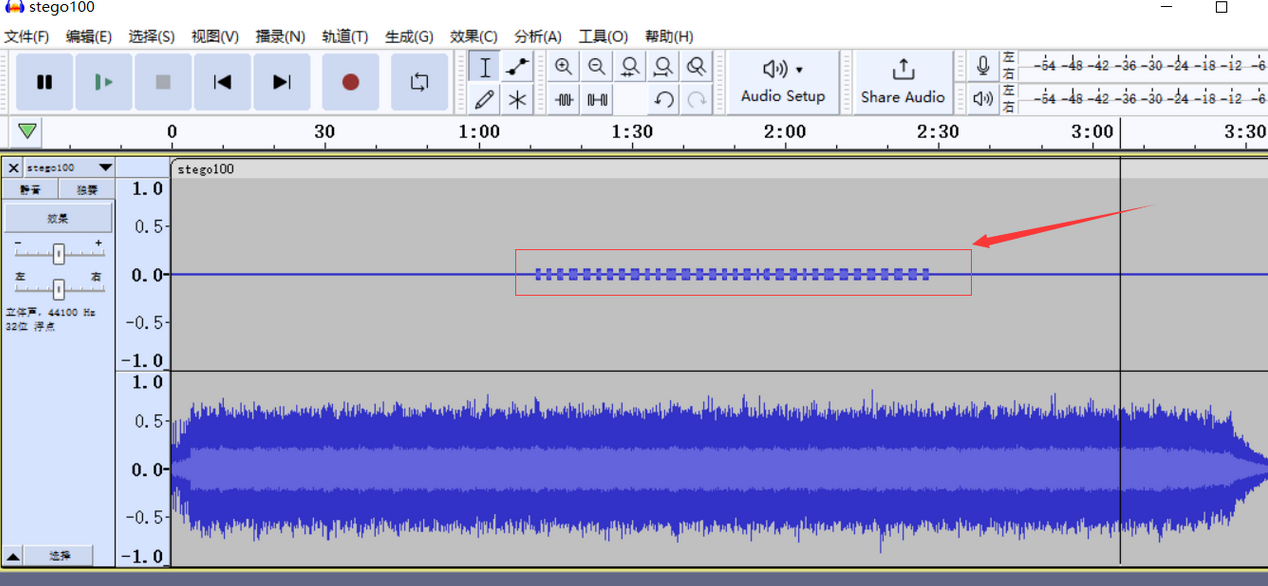 stego100
文件(F) 编辑(E) 选择(S) 视图(V) 播录(N) 轨道(T) 生成(G) 效果(C) 分析(A) 工具(O) 帮助(H)
左 -54 -48 -42 -36 -30 -24 -18 -12 -6
右
Audio Setup
Share Audio
左 -54 -48 -42 -36 -30 -24 -18 -12 -6
右
0 30 1:00 1:30 2:00 2:30 3:00 3:30
stego100
stego100
静音 独奏
效果
- +
左 右
立体声, 44100 Hz
32位 浮点
选择
1.0
0.5-
0.0-
-0.5-
-1.0
1.0
0.5-
0.0-
-0.5-
-1.0